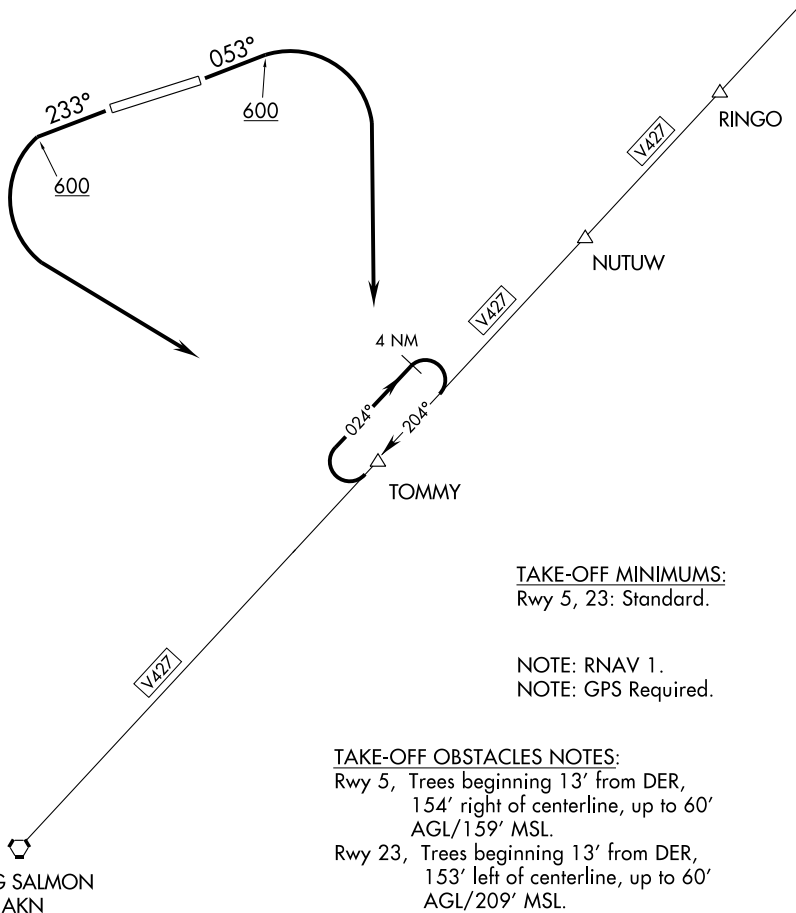 053°
233°
600
600
RINGO
V427
NUTUW
V427
4 NM
024°
204°
TOMMY
TAKE-OFF MINIMUMS:
Rwy 5, 23: Standard.
V427
NOTE: RNAV 1.
NOTE: GPS Required.
TAKE-OFF OBSTACLES NOTES:
Rwy 5, Trees beginning 13' from DER,
154' right of centerline, up to 60'
AGL/159' MSL.
Rwy 23, Trees beginning 13' from DER,
153' left of centerline, up to 60'
AGL/209' MSL.
G SALMON
AKN